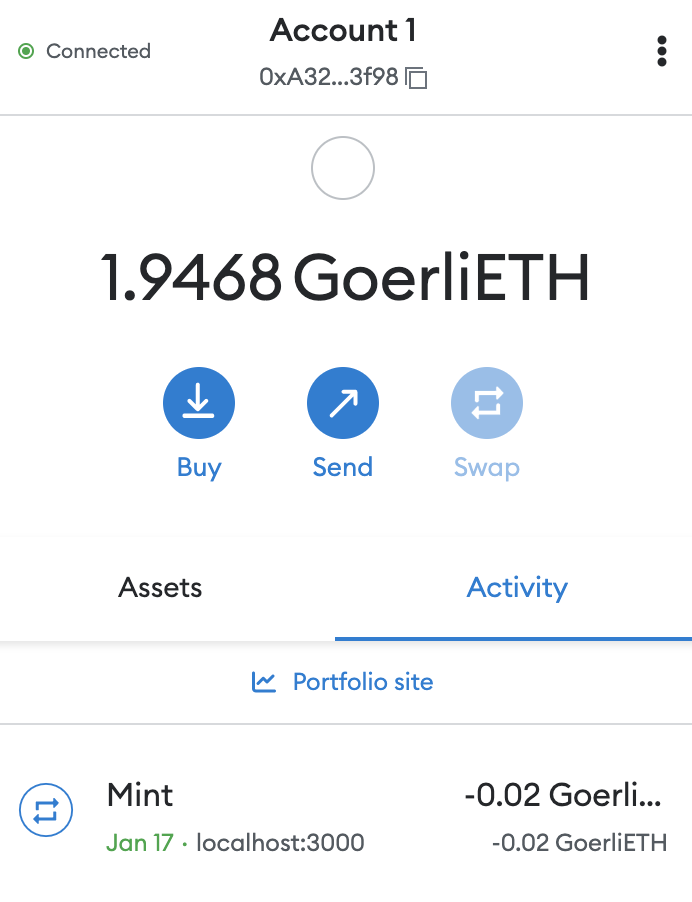 Account 1
Connected
0xA32...3f98
1.9468 GoerliETH
Buy Send Swap
Assets Activity
Portfolio site
Mint -0.02 Goerli...
Jan 17 · localhost:3000 -0.02 GoerliETH